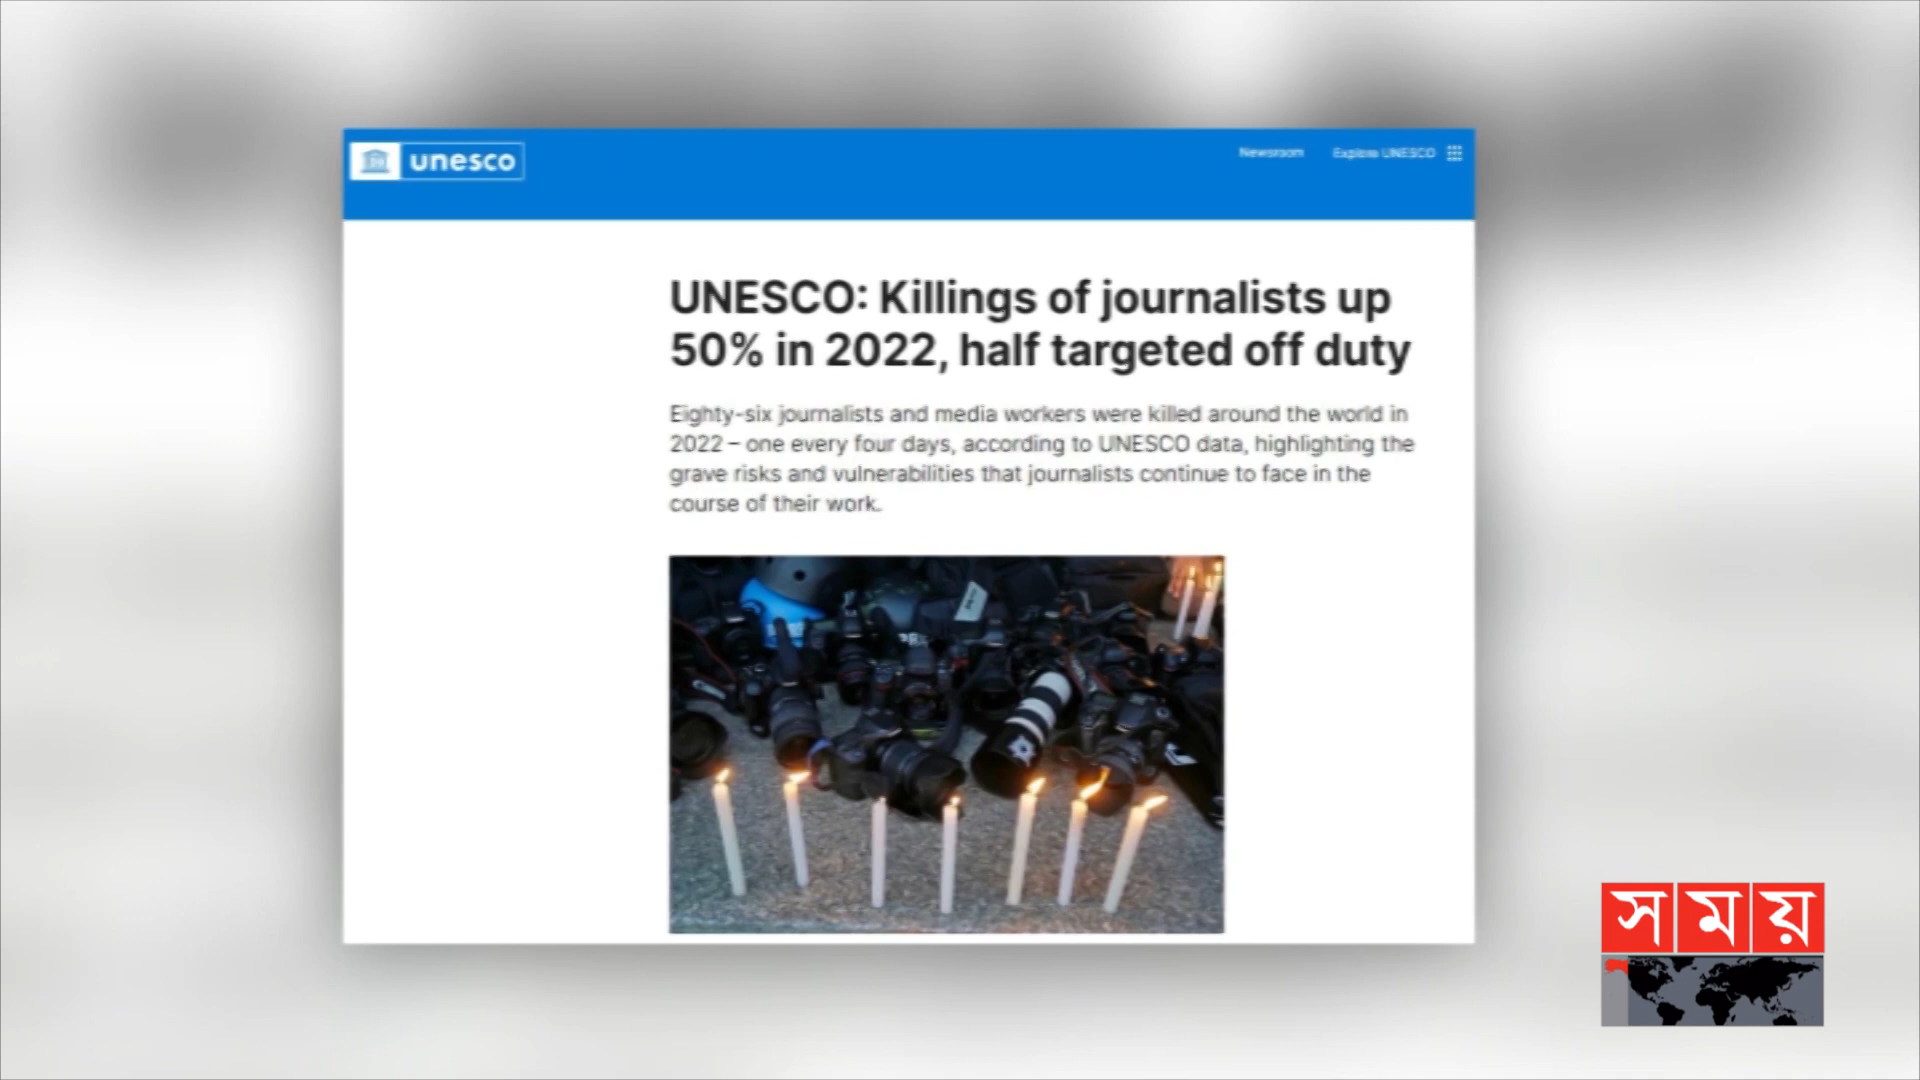 unesco
Newsroom
Explore UNESCO
UNESCO: Killings of journalists up
50% in 2022, half targeted off duty
Eighty-six journalists and media workers were killed around the world in
2022 – one every four days, according to UNESCO data, highlighting the
grave risks and vulnerabilities that journalists continue to face in the
course of their work.
সময়